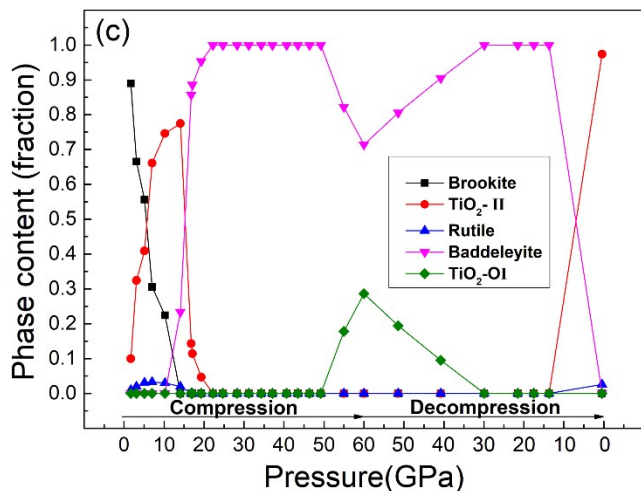 (c)
1.0
0.9
0.8
0.7
0.6
0.5
0.4
0.3
0.2
0.1
0.0
Phase content (fraction)
Brookite
TiO₂- II
Rutile
Baddeleyite
TiO₂-OI
Compression
Decompression
0 10 20 30 40 50 60 50 40 30 20 10 0
Pressure(GPa)